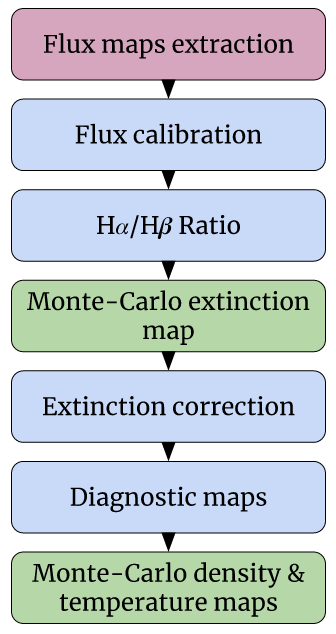 Flux maps extraction
Flux calibration
Hα/Hβ Ratio
Monte-Carlo extinction
map
Extinction correction
Diagnostic maps
Monte-Carlo density &
temperature maps